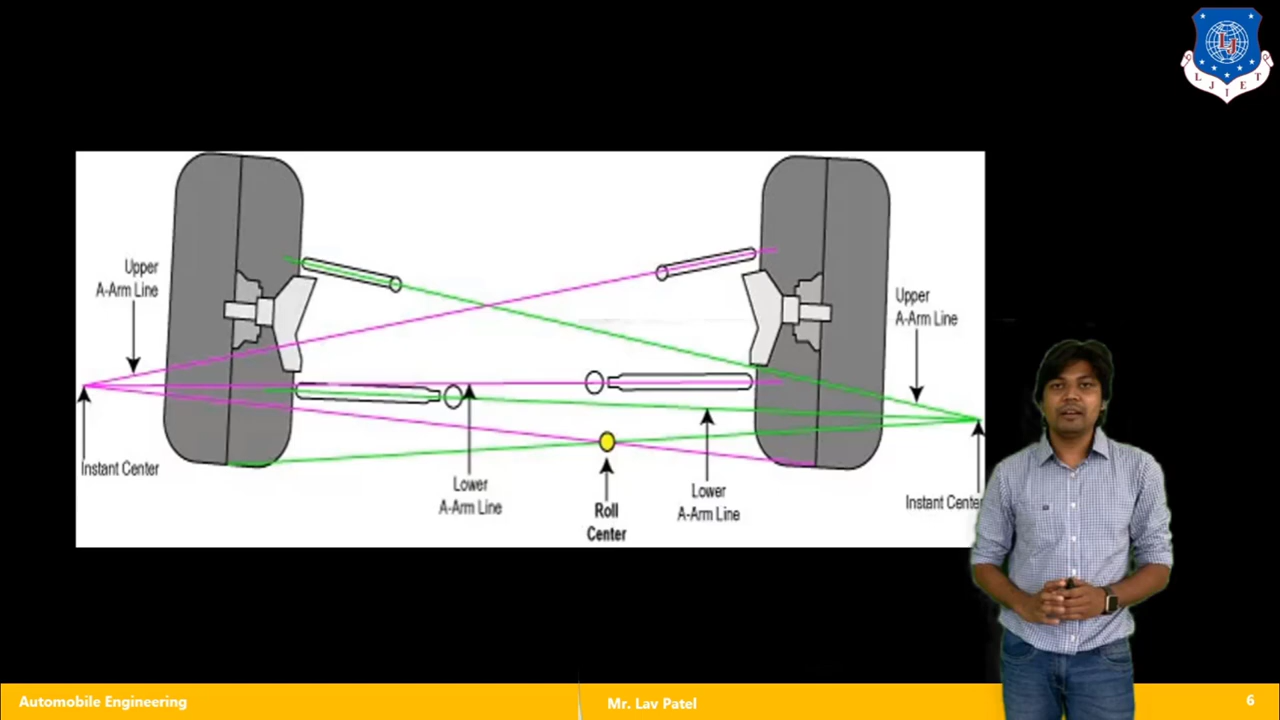 L J I E T
Upper
A-Arm Line
Upper
A-Arm Line
Instant Center
Lower
A-Arm Line
Roll
Center
Lower
A-Arm Line
Instant Center
Automobile Engineering
Mr. Lav Patel
6